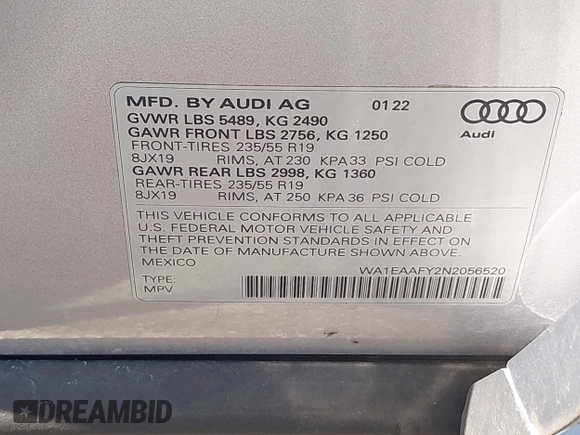 MFD. BY AUDI AG 01 22
GVWR LBS 5489, KG 2490
GAWR FRONT LBS 2756, KG 1250
FRONT-TIRES 235/55 R19
8JX19 RIMS, AT 230 KPA 33 PSI COLD
GAWR REAR LBS 2998, KG 1360
REAR-TIRES 235/55 R19
8JX19 RIMS, AT 250 KPA 36 PSI COLD
Audi
THIS VEHICLE CONFORMS TO ALL APPLICABLE
U.S. FEDERAL MOTOR VEHICLE SAFETY AND
THEFT PREVENTION STANDARDS IN EFFECT ON
THE DATE OF MANUFACTURE SHOWN ABOVE.
MEXICO
WA1EAAFY2N2056520
TYPE:
MPV
DREAMBID